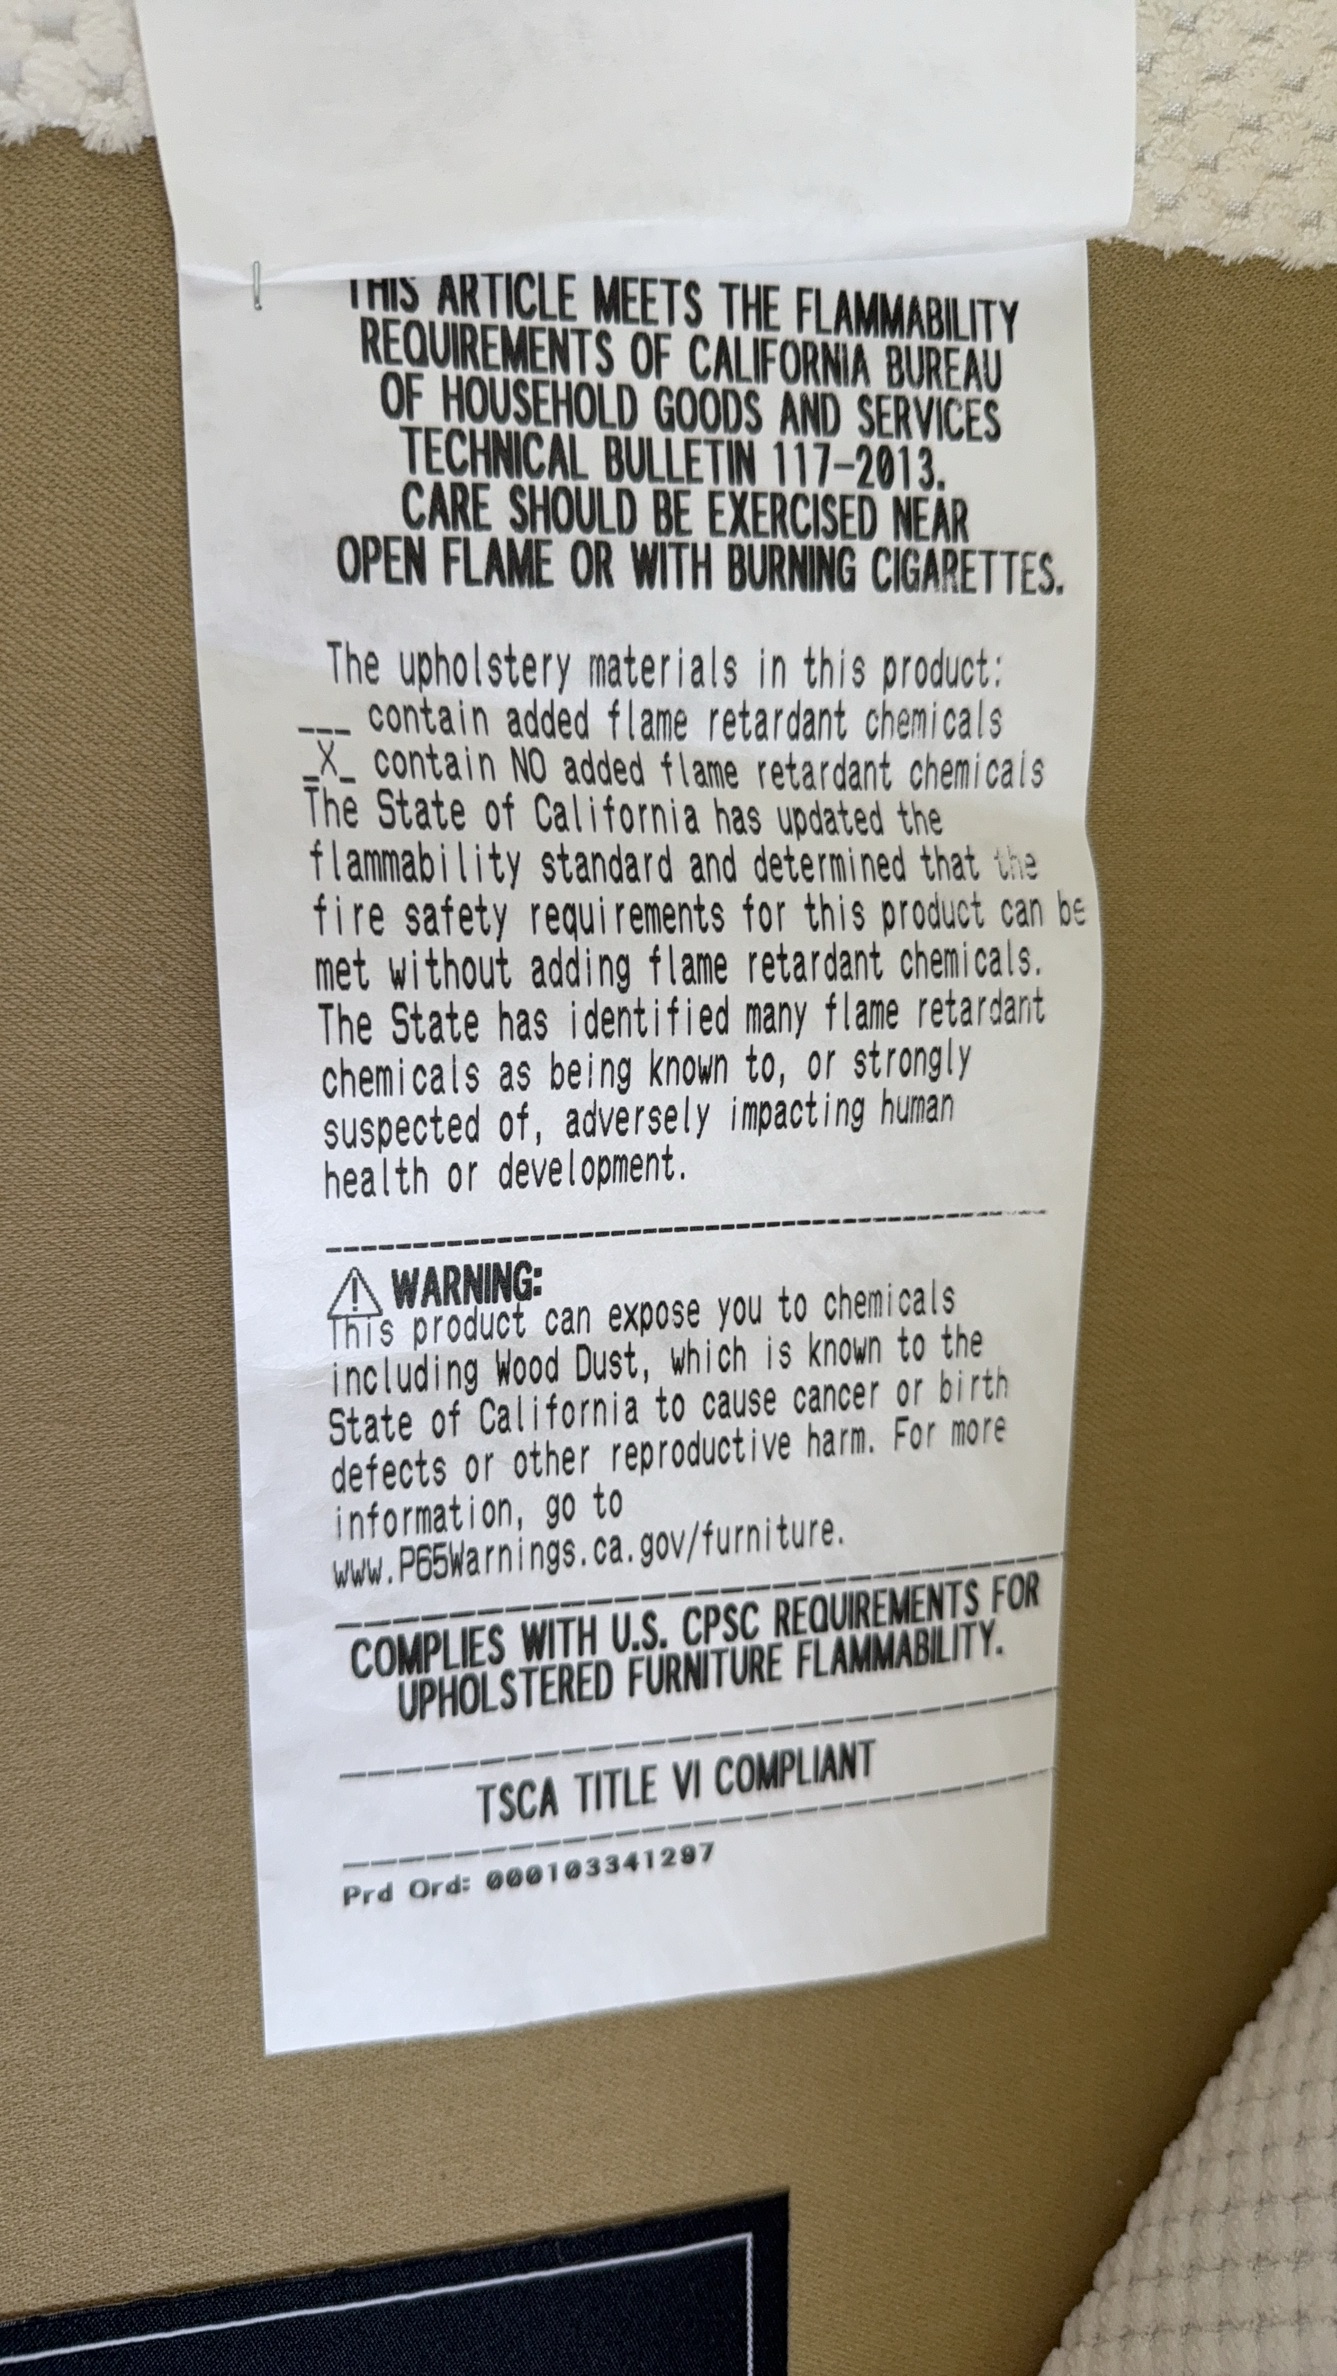 THIS ARTICLE MEETS THE FLAMMABILITY
REQUIREMENTS OF CALIFORNIA BUREAU
OF HOUSEHOLD GOODS AND SERVICES
TECHNICAL BULLETIN 117-2013.
CARE SHOULD BE EXERCISED NEAR
OPEN FLAME OR WITH BURNING CIGARETTES.
The upholstery materials in this product:
___ contain added flame retardant chemicals
_X_ contain NO added flame retardant chemicals
The State of California has updated the
flammability standard and determined that the
fire safety requirements for this product can be
met without adding flame retardant chemicals.
The State has identified many flame retardant
chemicals as being known to, or strongly
suspected of, adversely impacting human
health or development.
⚠ WARNING:
This product can expose you to chemicals
including Wood Dust, which is known to the
State of California to cause cancer or birth
defects or other reproductive harm. For more
information, go to
www.P65Warnings.ca.gov/furniture.
COMPLIES WITH U.S. CPSC REQUIREMENTS FOR
UPHOLSTERED FURNITURE FLAMMABILITY.
TSCA TITLE VI COMPLIANT
Prd Ord: 000103341297